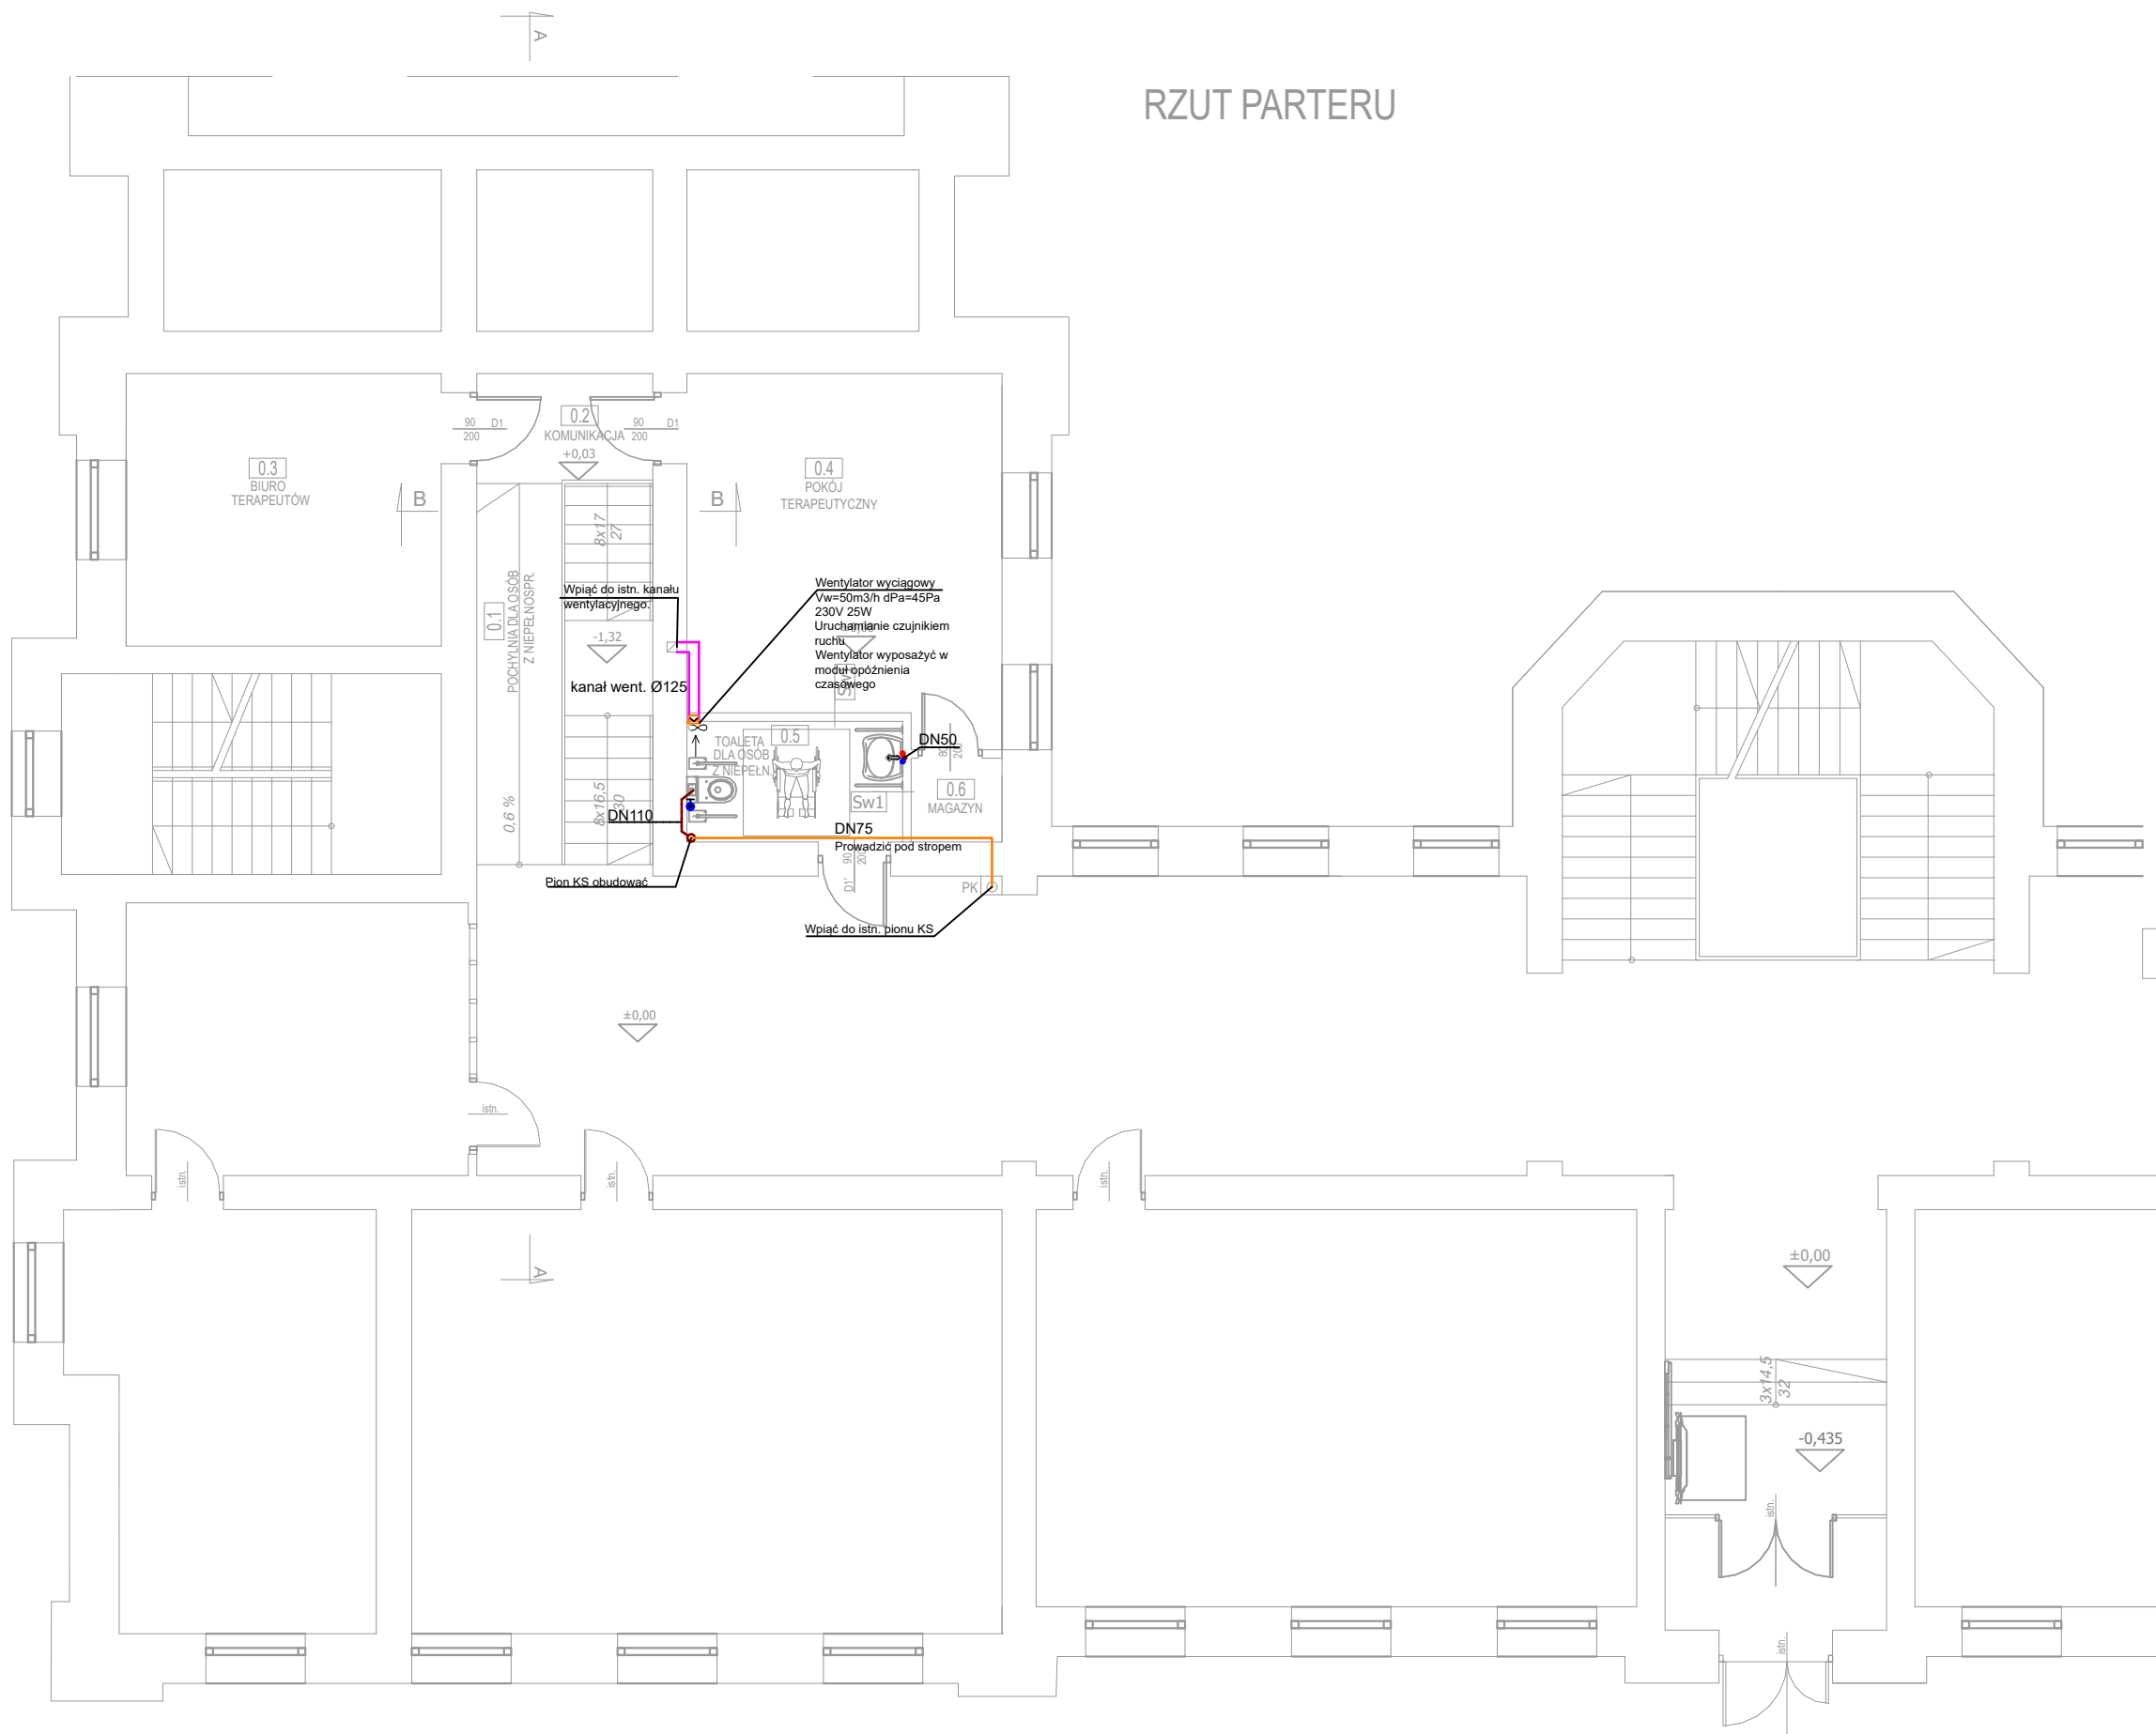 A
RZUT PARTERU
90 D1
200
0.2
KOMUNIKACJA
+0,03
90 D1
200
0.3
BIURO
TERAPEUTÓW
B
B
0.4
POKÓJ
TERAPEUTYCZNY
8x17
27
0.1
POCHYLNIA DLA OSÓB
Z NIEPEŁNOSPR.
0,6 %
Wpiąć do istn. kanału
wentylacyjnego.
-1,32
kanał went. Ø125
Wentylator wyciągowy
Vw=50m3/h dPa=45Pa
230V 25W
Uruchamianie czujnikiem
ruchu
Wentylator wyposażyć w
moduł opóźnienia
czasowego
0.5
TOALETA
DLA OSÓB
Z NIEPEŁN.
DN50
80
200
0.6
MAGAZYN
Sw1
8x16,5
30
DN110
DN75
Prowadzić pod stropem
D1' 90
200
Pion KS obudować
PK
Wpiąć do istn. pionu KS
±0,00
istn.
istn.
istn.
istn.
A
±0,00
3x14,5
32
-0,435
istn.
istn.